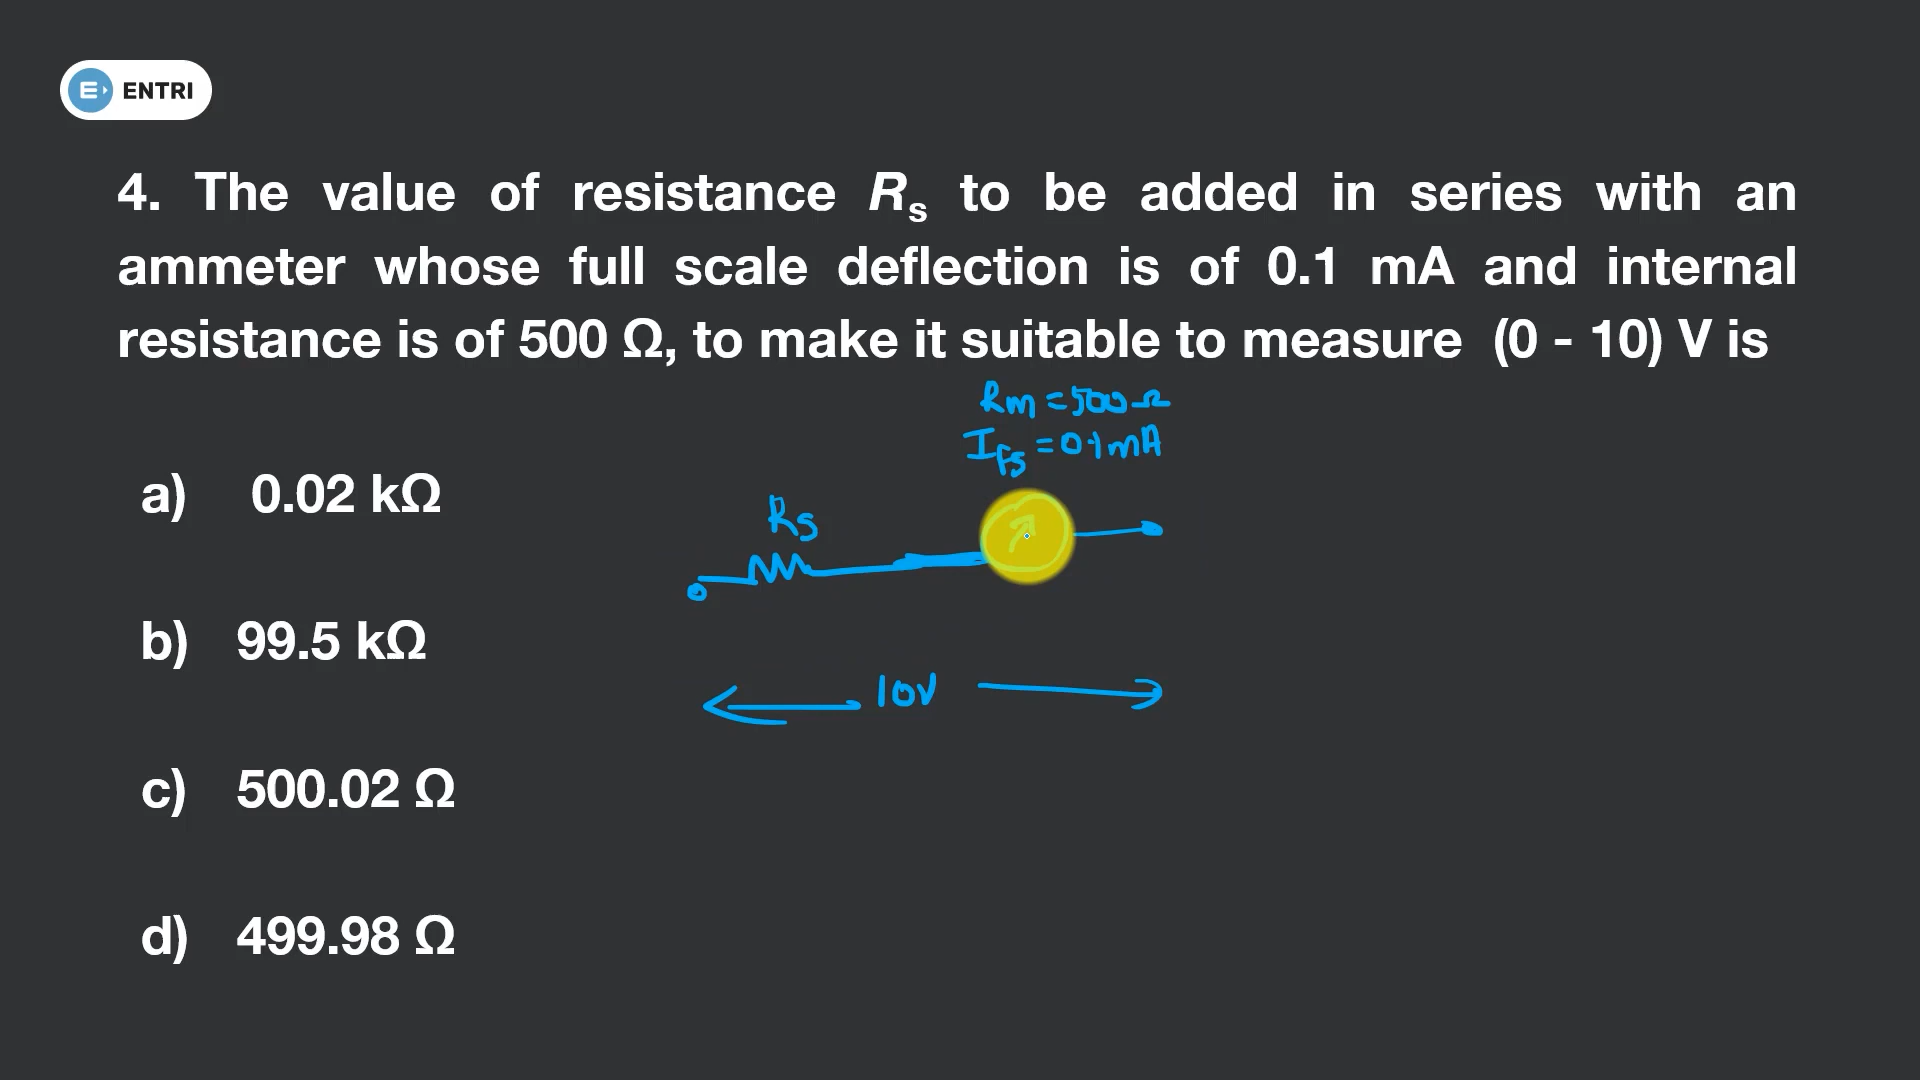 ENTRI
4. The value of resistance Rs to be added in series with an
ammeter whose full scale deflection is of 0.1 mA and internal
resistance is of 500 Ω, to make it suitable to measure (0 - 10) V is
Rm = 500 Ω
Ifs = 0.1 mA
a) 0.02 kΩ
Rs
b) 99.5 kΩ
10V
c) 500.02 Ω
d) 499.98 Ω